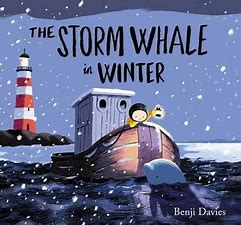 THE STORM WHALE
in WINTER
Benji Davies